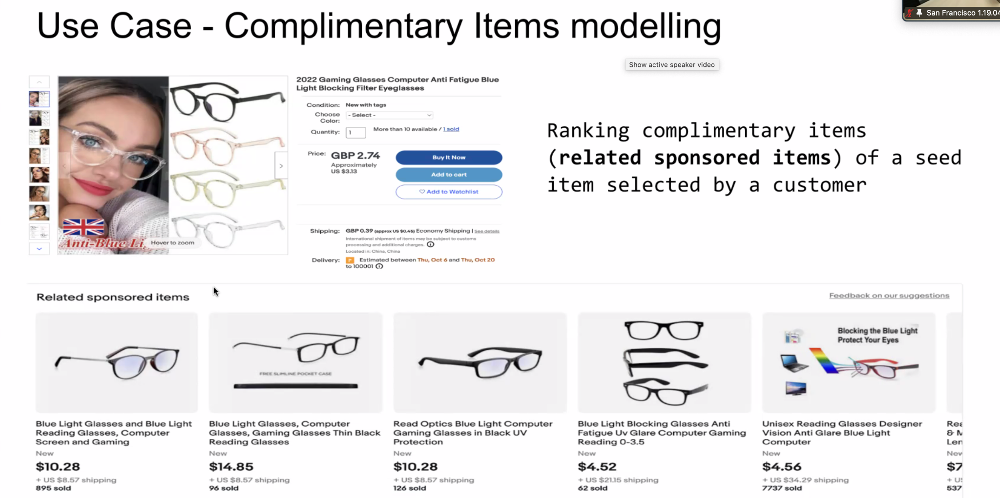 Use Case - Complimentary Items modelling
San Francisco 1.19.04
Show active speaker video
2022 Gaming Glasses Computer Anti Fatigue Blue
Light Blocking Filter Eyeglasses
Condition: New with tags
Choose
Color: - Select -
Quantity: 1 More than 10 available / 1 sold
Price: GBP 2.74
Approximately
US $3.13
Buy It Now
Add to cart
Add to Watchlist
Anti-Blue Li
Hover to zoom
Shipping: GBP 0.39 (approx US $0.45) Economy Shipping | See details
International shipment of items may be subject to customs
processing and additional charges.
Located in: China, China
Delivery: Estimated between Thu, Oct 6 and Thu, Oct 20
to 100001
Ranking complimentary items
(related sponsored items) of a seed
item selected by a customer
Related sponsored items
Feedback on our suggestions
FREE SLIMLINE POCKET CASE
Blocking the Blue Light
Protect Your Eyes
Blue Light Glasses and Blue Light
Reading Glasses, Computer
Screen and Gaming
New
$10.28
+ US $8.57 shipping
895 sold
Blue Light Glasses, Computer
Glasses, Gaming Glasses Thin Black
Reading Glasses
New
$14.85
+ US $8.57 shipping
96 sold
Read Optics Blue Light Computer
Gaming Glasses in Black UV
Protection
New
$10.28
+ US $8.57 shipping
126 sold
Blue Light Blocking Glasses Anti
Fatigue Uv Glare Computer Gaming
Reading 0-3.5
New
$4.52
+ US $21.15 shipping
62 sold
Unisex Reading Glasses Designer
Vision Anti Glare Blue Light
Computer
New
$4.56
+ US $34.29 shipping
7737 sold
Rea
& M
Len
New
$7
+ US
537